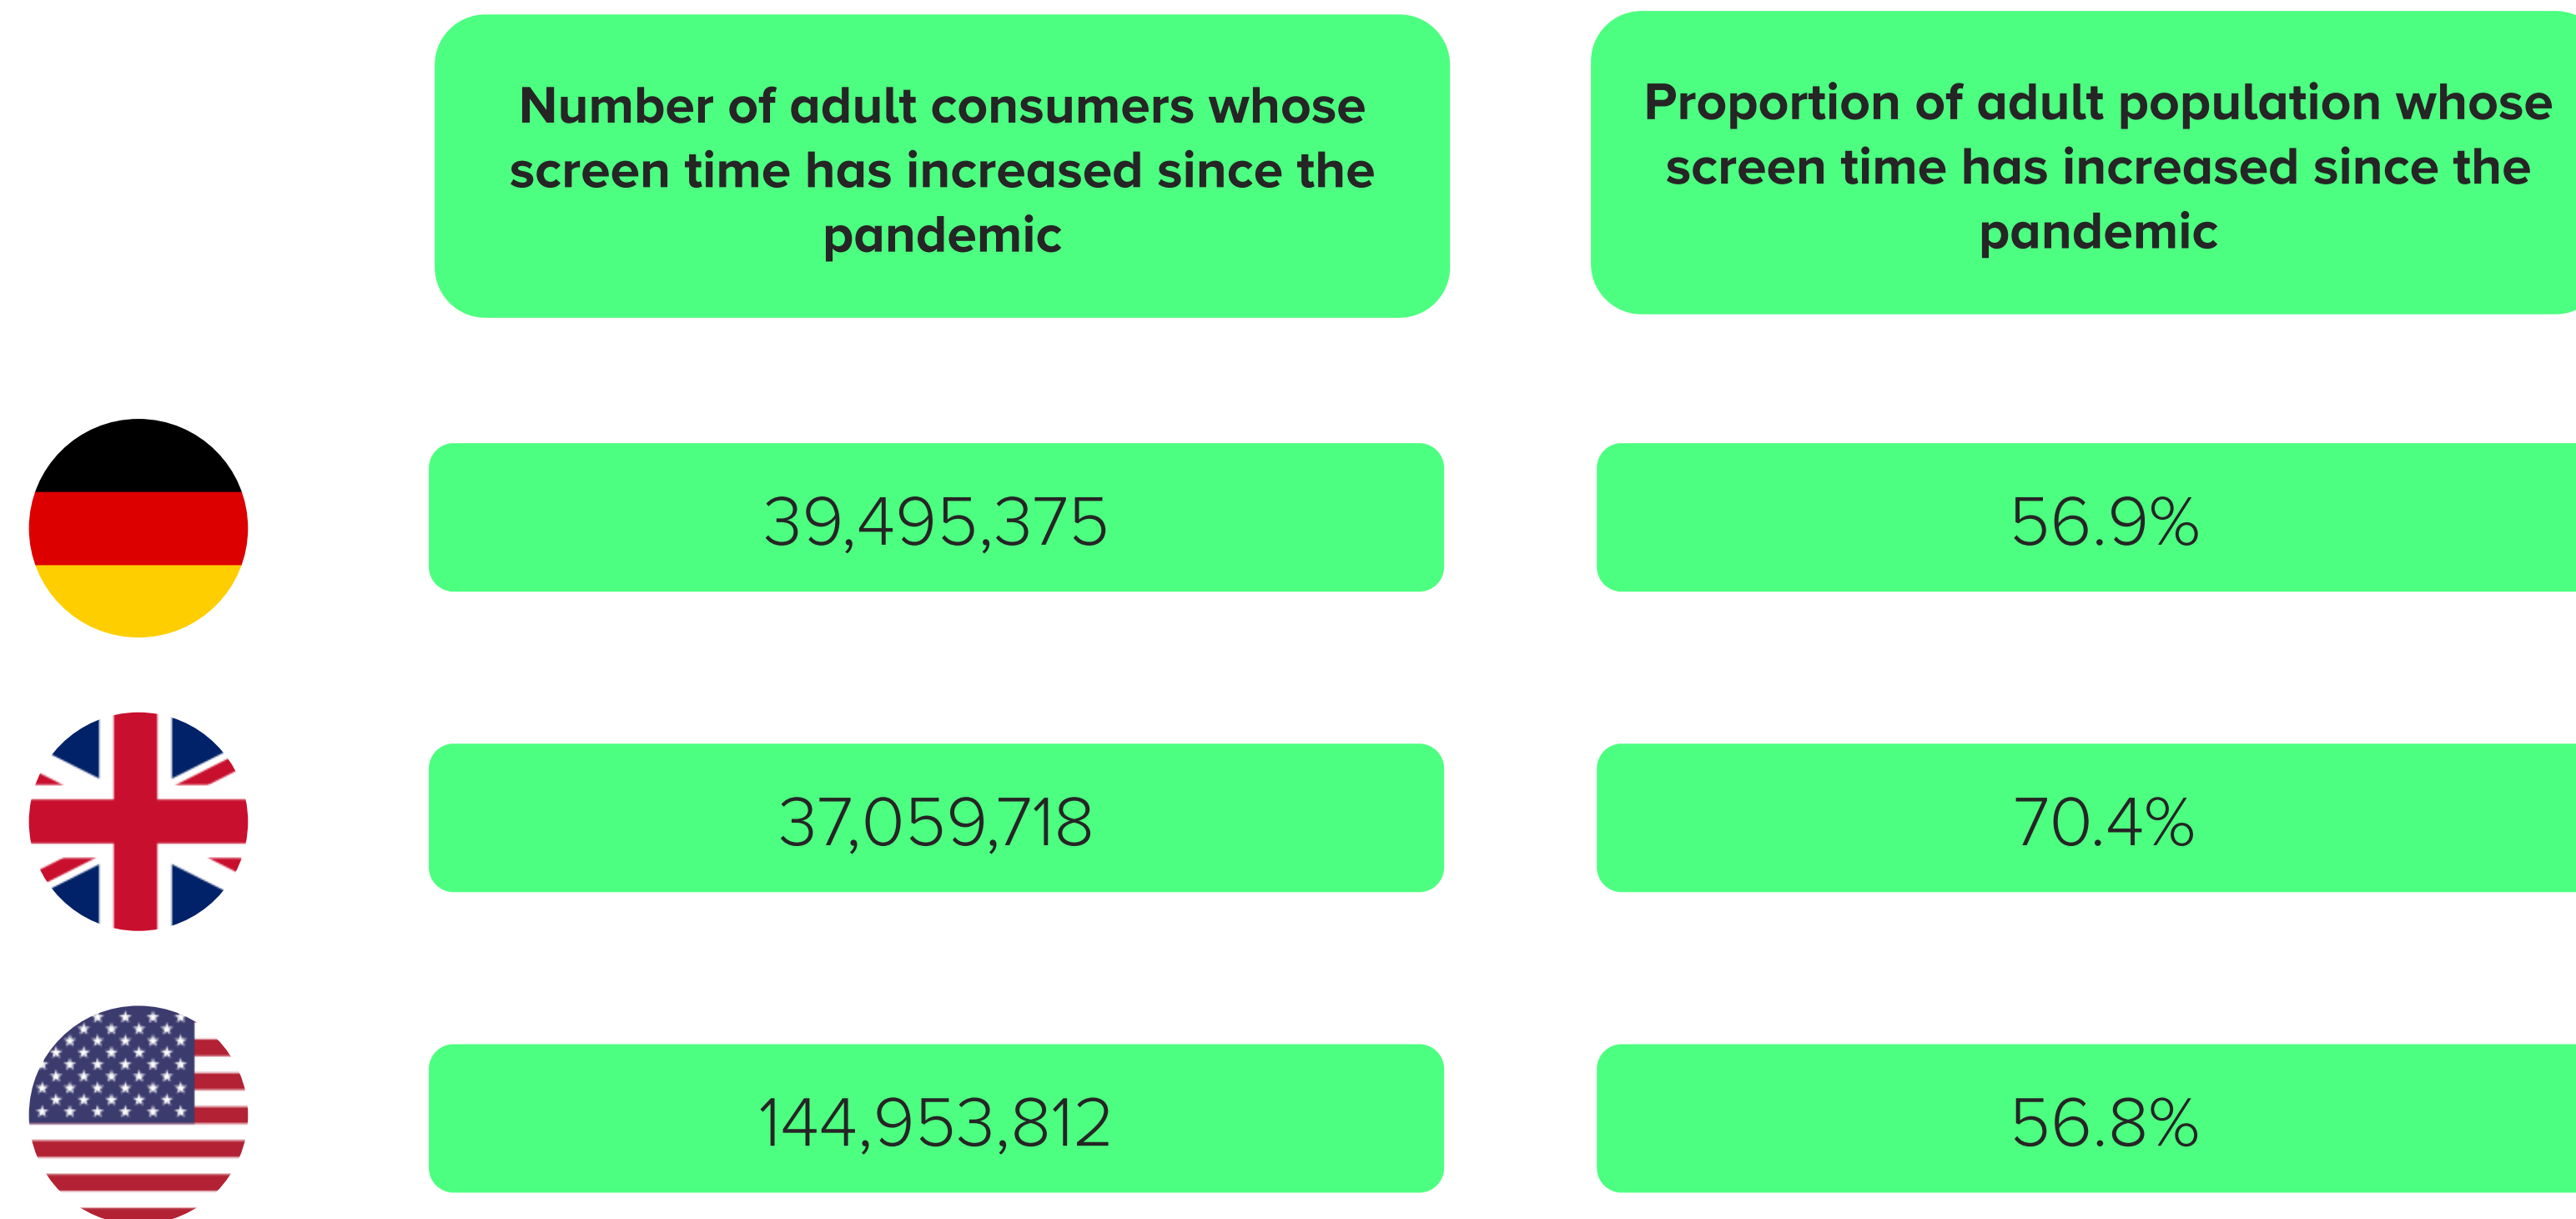 Number of adult consumers whose
screen time has increased since the
pandemic
Proportion of adult population whose
screen time has increased since the
pandemic
39,495,375
56.9%
37,059,718
70.4%
144,953,812
56.8%